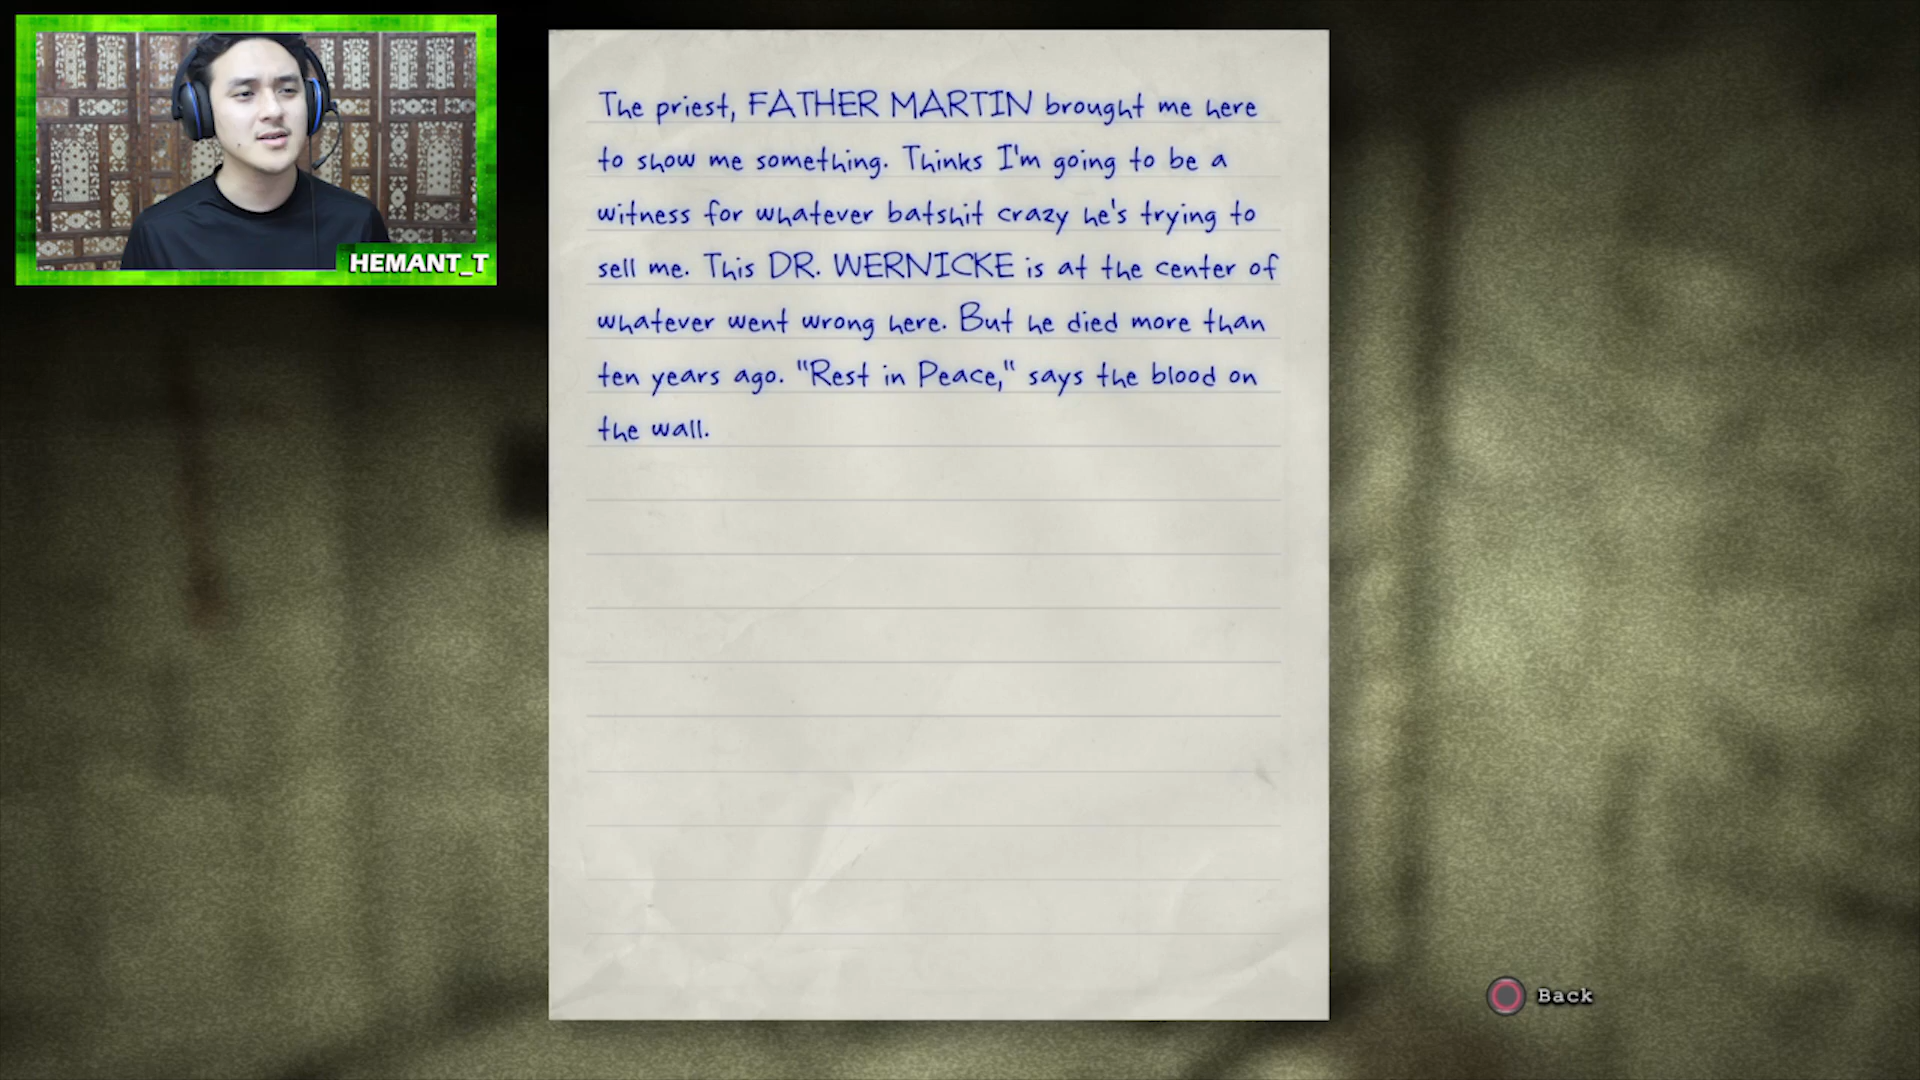 HEMANT_T
The priest, FATHER MARTIN brought me here
to show me something. Thinks I'm going to be a
witness for whatever batshit crazy he's trying to
sell me. This DR. WERNICKE is at the center of
whatever went wrong here. But he died more than
ten years ago. "Rest in Peace," says the blood on
the wall.
Back